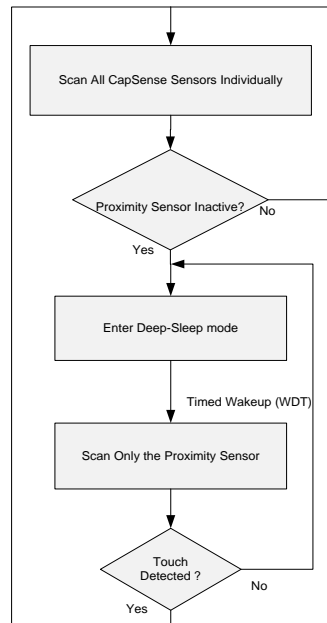 Scan All CapSense Sensors Individually
Proximity Sensor Inactive?
No
Yes
Enter Deep-Sleep mode
Timed Wakeup (WDT)
Scan Only the Proximity Sensor
Touch
Detected ?
No
Yes